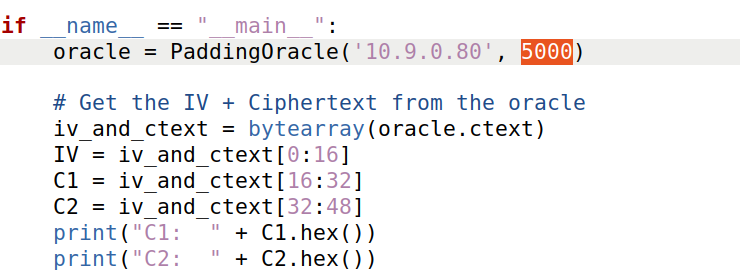 if __name__ == "__main__":
    oracle = PaddingOracle('10.9.0.80', 5000)

    # Get the IV + Ciphertext from the oracle
    iv_and_ctext = bytearray(oracle.ctext)
    IV = iv_and_ctext[0:16]
    C1 = iv_and_ctext[16:32]
    C2 = iv_and_ctext[32:48]
    print("C1:  " + C1.hex())
    print("C2:  " + C2.hex())